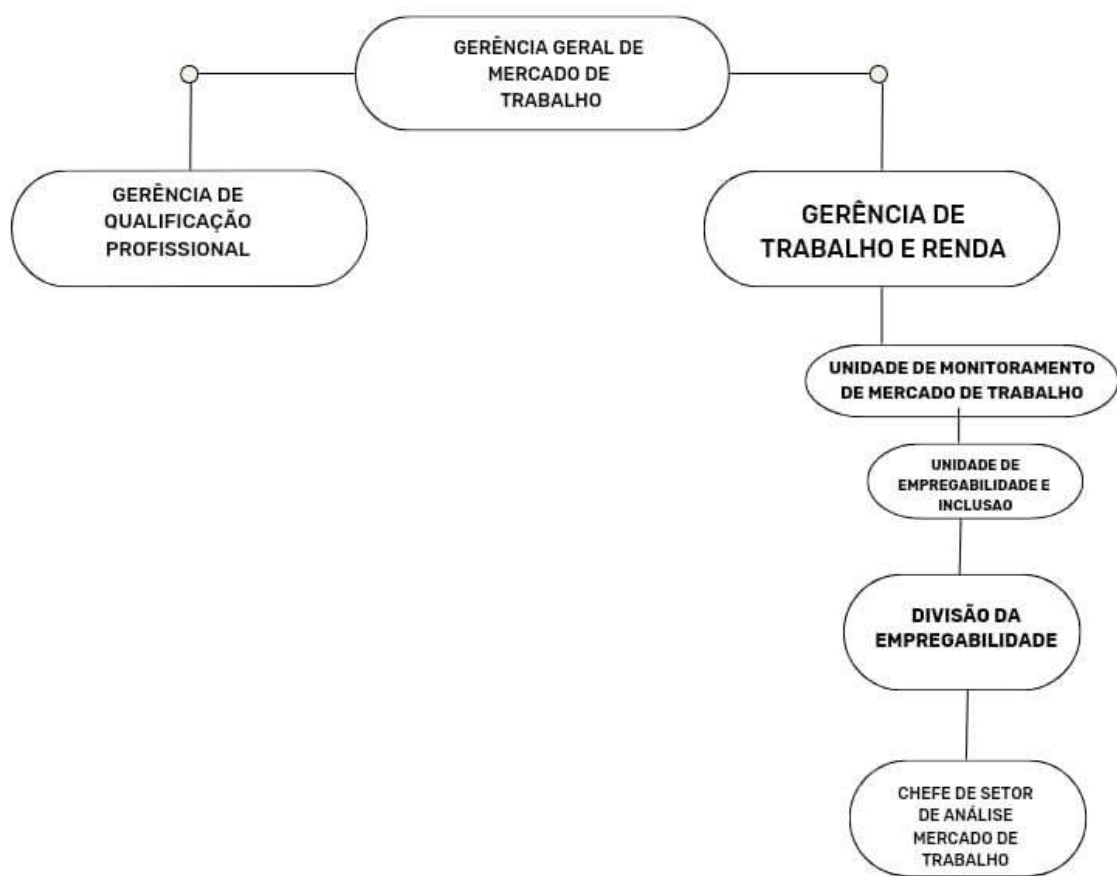 GERÊNCIA GERAL DE
MERCADO DE
TRABALHO
GERÊNCIA DE
QUALIFICAÇÃO
PROFISSIONAL
GERÊNCIA DE
TRABALHO E RENDA
UNIDADE DE MONITORAMENTO
DE MERCADO DE TRABALHO
UNIDADE DE
EMPREGABILIDADE E
INCLUSAO
DIVISÃO DA
EMPREGABILIDADE
CHEFE DE SETOR
DE ANÁLISE
MERCADO DE
TRABALHO